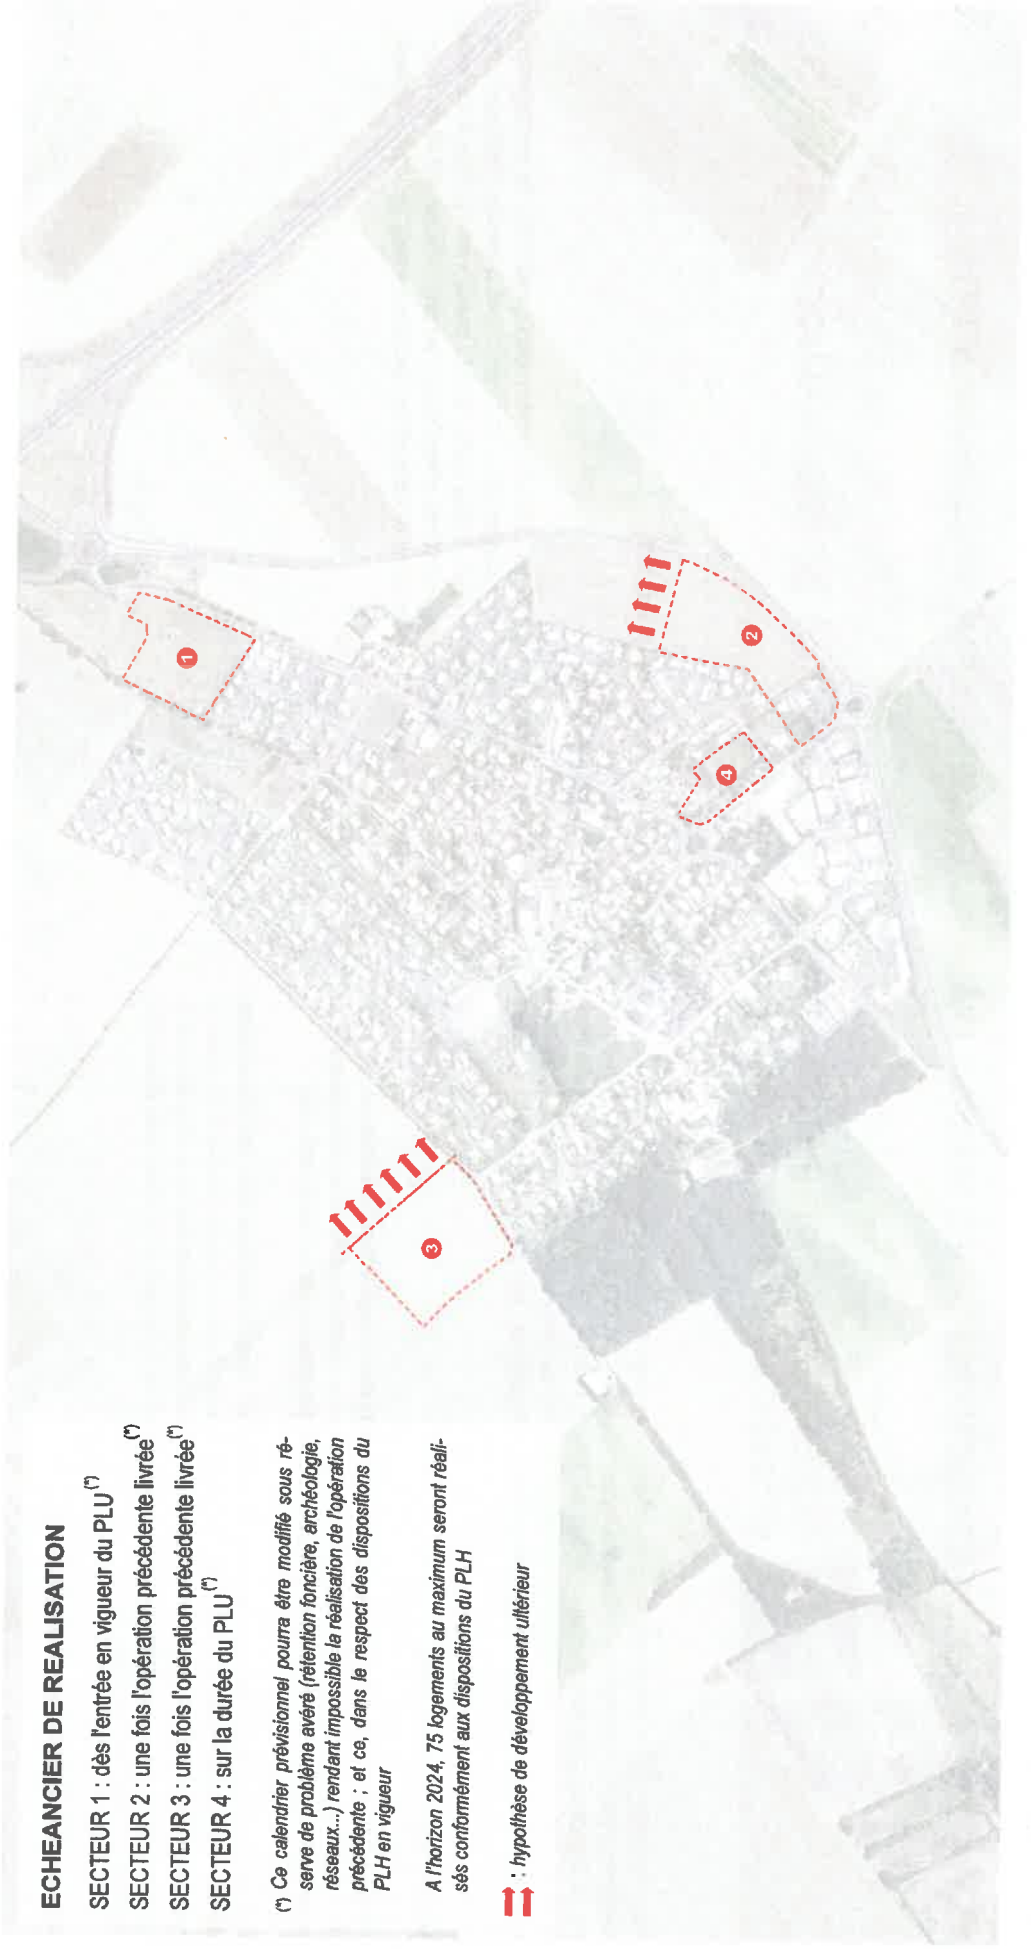 ECHEANCIER DE REALISATION
SECTEUR 1 : dès l'entrée en vigueur du PLU(*)
SECTEUR 2 : une fois l'opération précédente livrée(*)
SECTEUR 3 : une fois l'opération précédente livrée(*)
SECTEUR 4 : sur la durée du PLU(*)
(*) Ce calendrier prévisionnel pourra être modifié sous ré-
serve de problème avéré (rétention foncière, archéologie,
réseaux...) rendant impossible la réalisation de l'opération
précédente ; et ce, dans le respect des dispositions du
PLH en vigueur
A l'horizon 2024, 75 logements au maximum seront réali-
sés conformément aux dispositions du PLH
: hypothèse de développement ultérieur
1
2
3
4